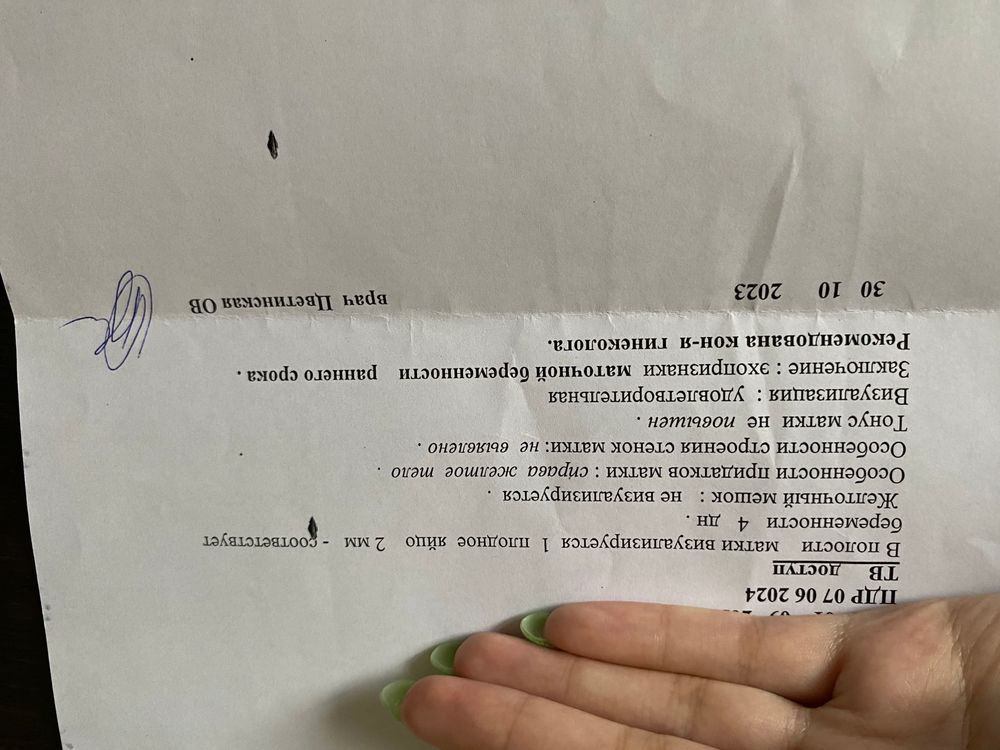 ПДР 07 06 2024
ТВ доступ
В полости матки визуализируется 1 плодное яйцо 2 мм - соответствует
беременности 4 дн .
Желточный мешок : не визуализируется .
Особенности придатков матки : справа желтое тело .
Особенности строения стенок матки: не выявлено .
Тонус матки не повышен .
Визуализация : удовлетворительная
Заключение : эхопризнаки маточной беременности раннего срока .
Рекомендована кон-я гинеколога.
30 10 2023 врач Цветинская ОВ